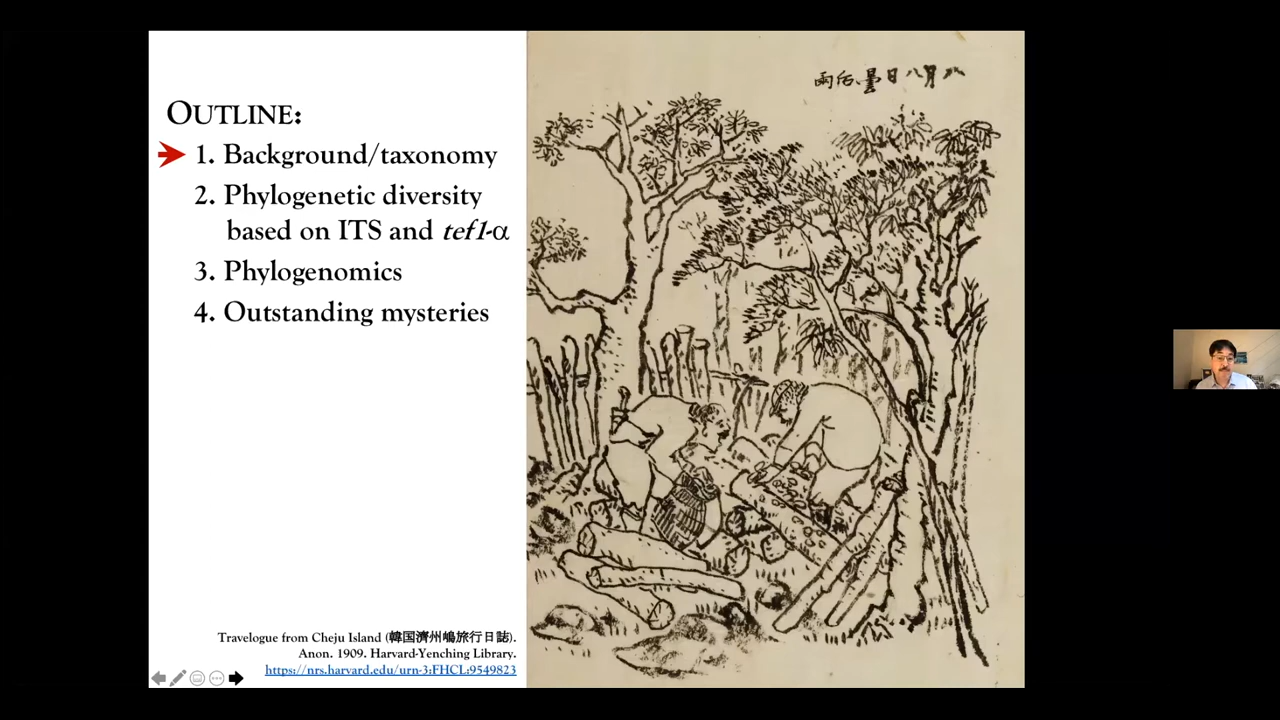 OUTLINE:
1. Background/taxonomy
2. Phylogenetic diversity
based on ITS and tef1-α
3. Phylogenomics
4. Outstanding mysteries
Travelogue from Cheju Island (韓国濟州嶋旅行日誌).
Anon. 1909. Harvard-Yenching Library.
https://nrs.harvard.edu/urn-3:FHCL:9549823